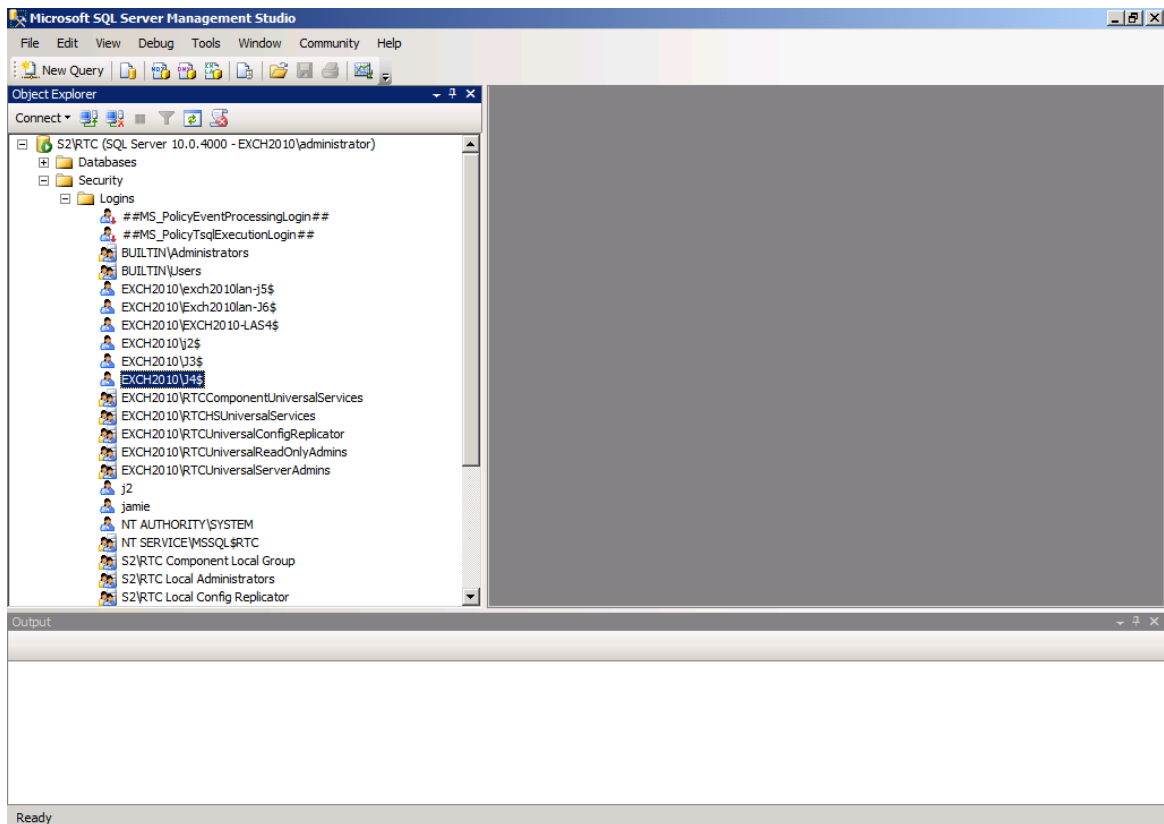 Microsoft SQL Server Management Studio
File Edit View Debug Tools Window Community Help
New Query
Object Explorer
Connect
S2\RTC (SQL Server 10.0.4000 - EXCH2010\administrator)
Databases
Security
Logins
##MS_PolicyEventProcessingLogin##
##MS_PolicyTsqlExecutionLogin##
BUILTIN\Administrators
BUILTIN\Users
EXCH2010\exch2010lan-j5$
EXCH2010\Exch2010lan-J6$
EXCH2010\EXCH2010-LAS4$
EXCH2010\j2$
EXCH2010\J3$
EXCH2010\J4$
EXCH2010\RTCComponentUniversalServices
EXCH2010\RTCHSUniversalServices
EXCH2010\RTCUniversalConfigReplicator
EXCH2010\RTCUniversalReadOnlyAdmins
EXCH2010\RTCUniversalServerAdmins
j2
jamie
NT AUTHORITY\SYSTEM
NT SERVICE\MSSQL$RTC
S2\RTC Component Local Group
S2\RTC Local Administrators
S2\RTC Local Config Replicator
Output
Ready